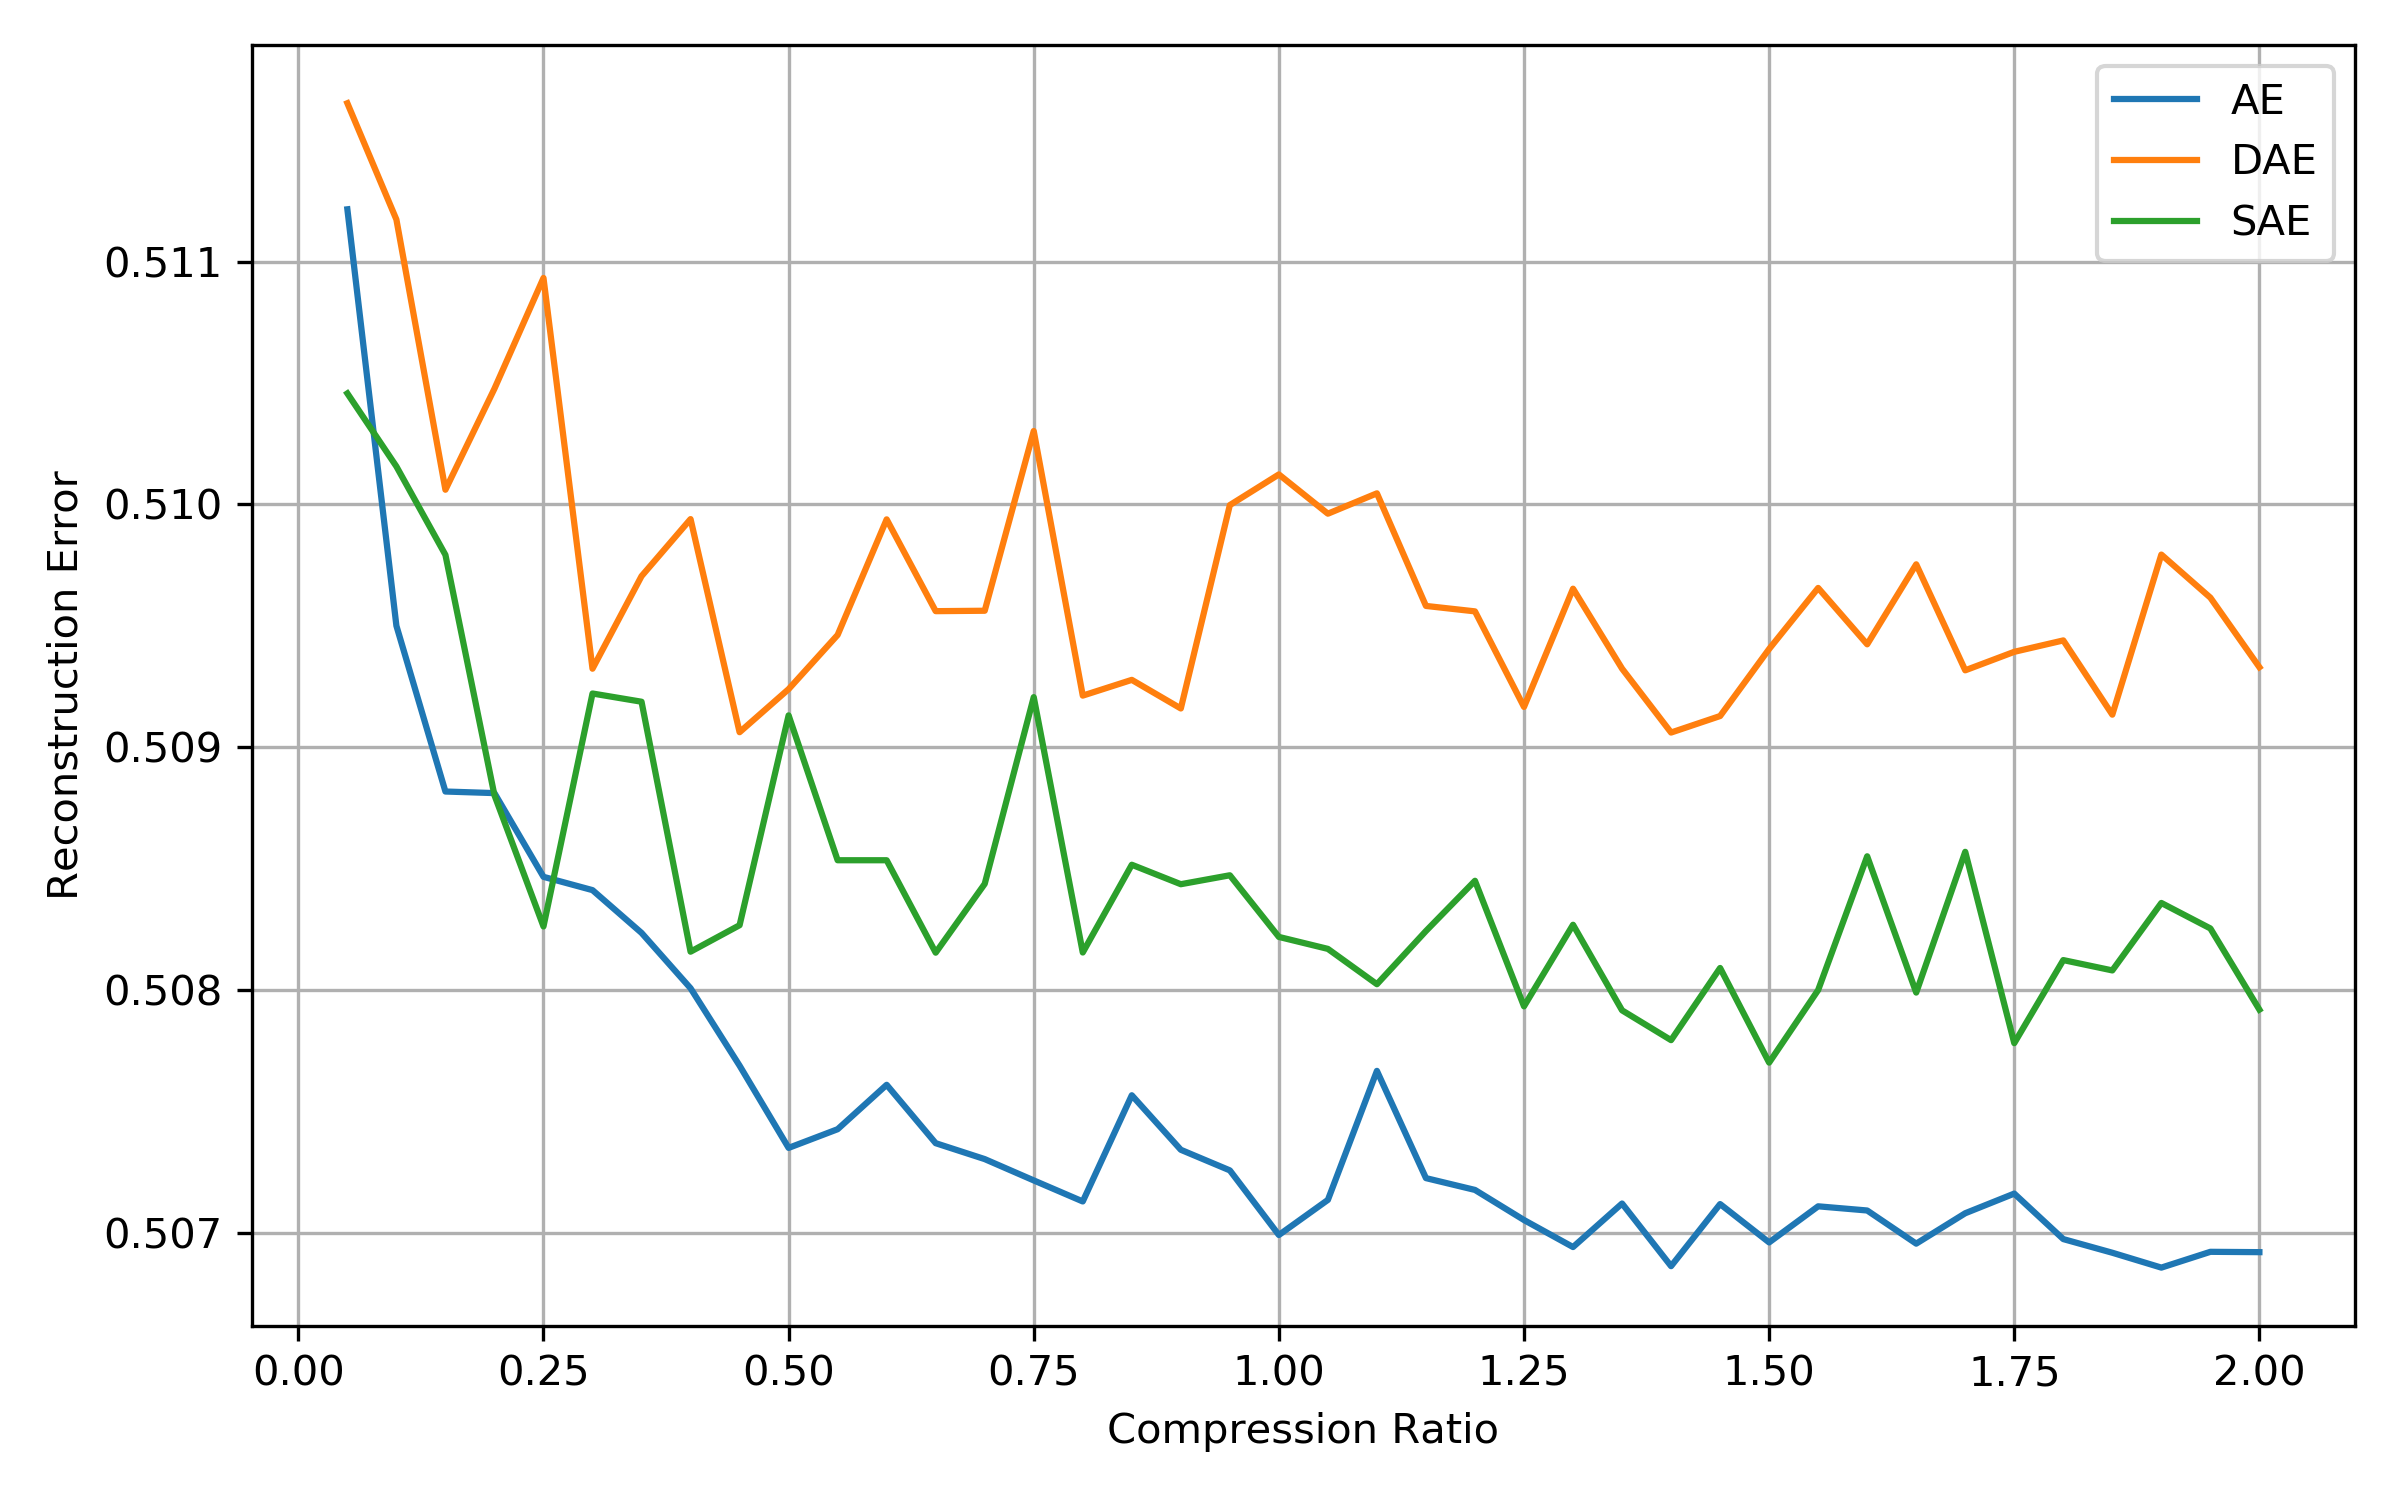 AE
DAE
SAE
0.511
0.510
0.509
0.508
0.507
Reconstruction Error
0.00 0.25 0.50 0.75 1.00 1.25 1.50 1.75 2.00
Compression Ratio